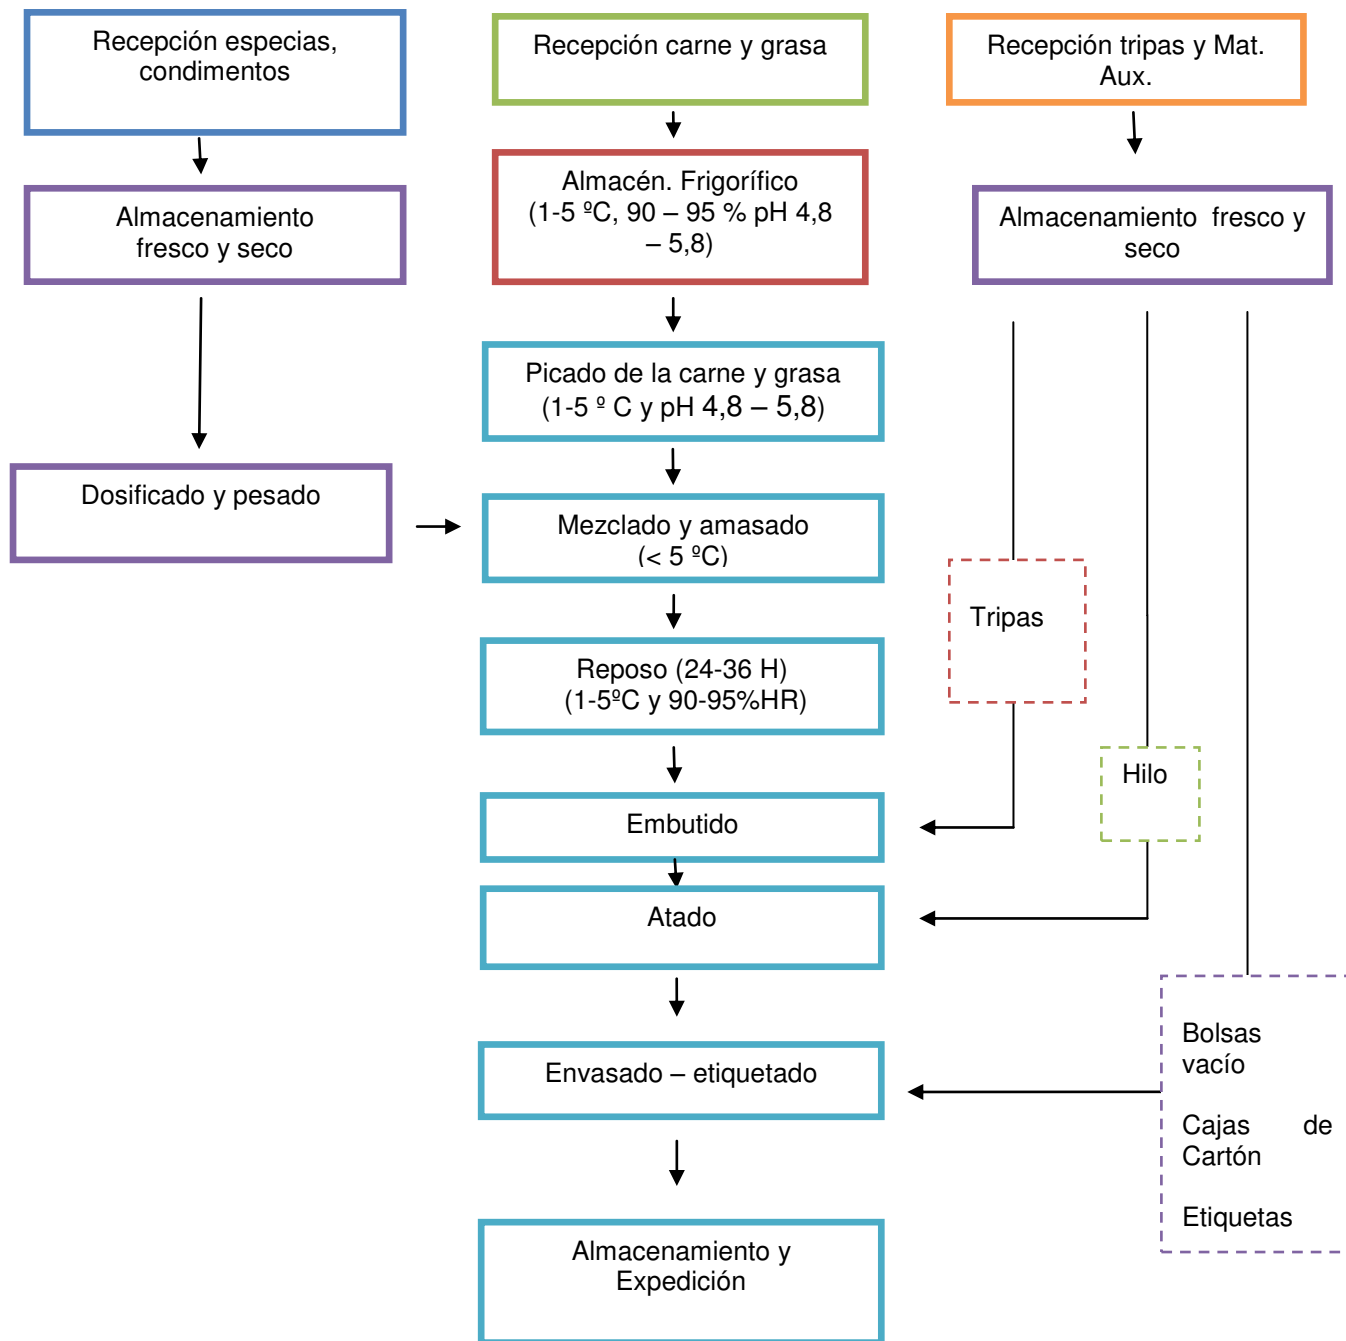 Recepción especias,
condimentos
Recepción carne y grasa
Recepción tripas y Mat.
Aux.
Almacenamiento
fresco y seco
Almacén. Frigorífico
(1-5 ºC, 90 – 95 % pH 4,8
– 5,8)
Almacenamiento fresco y
seco
Picado de la carne y grasa
(1-5 º C y pH 4,8 – 5,8)
Dosificado y pesado
Mezclado y amasado
(< 5 ºC)
Tripas
Reposo (24-36 H)
(1-5ºC y 90-95%HR)
Hilo
Embutido
Atado
Envasado – etiquetado
Bolsas
vacío
Cajas de
Cartón
Etiquetas
Almacenamiento y
Expedición